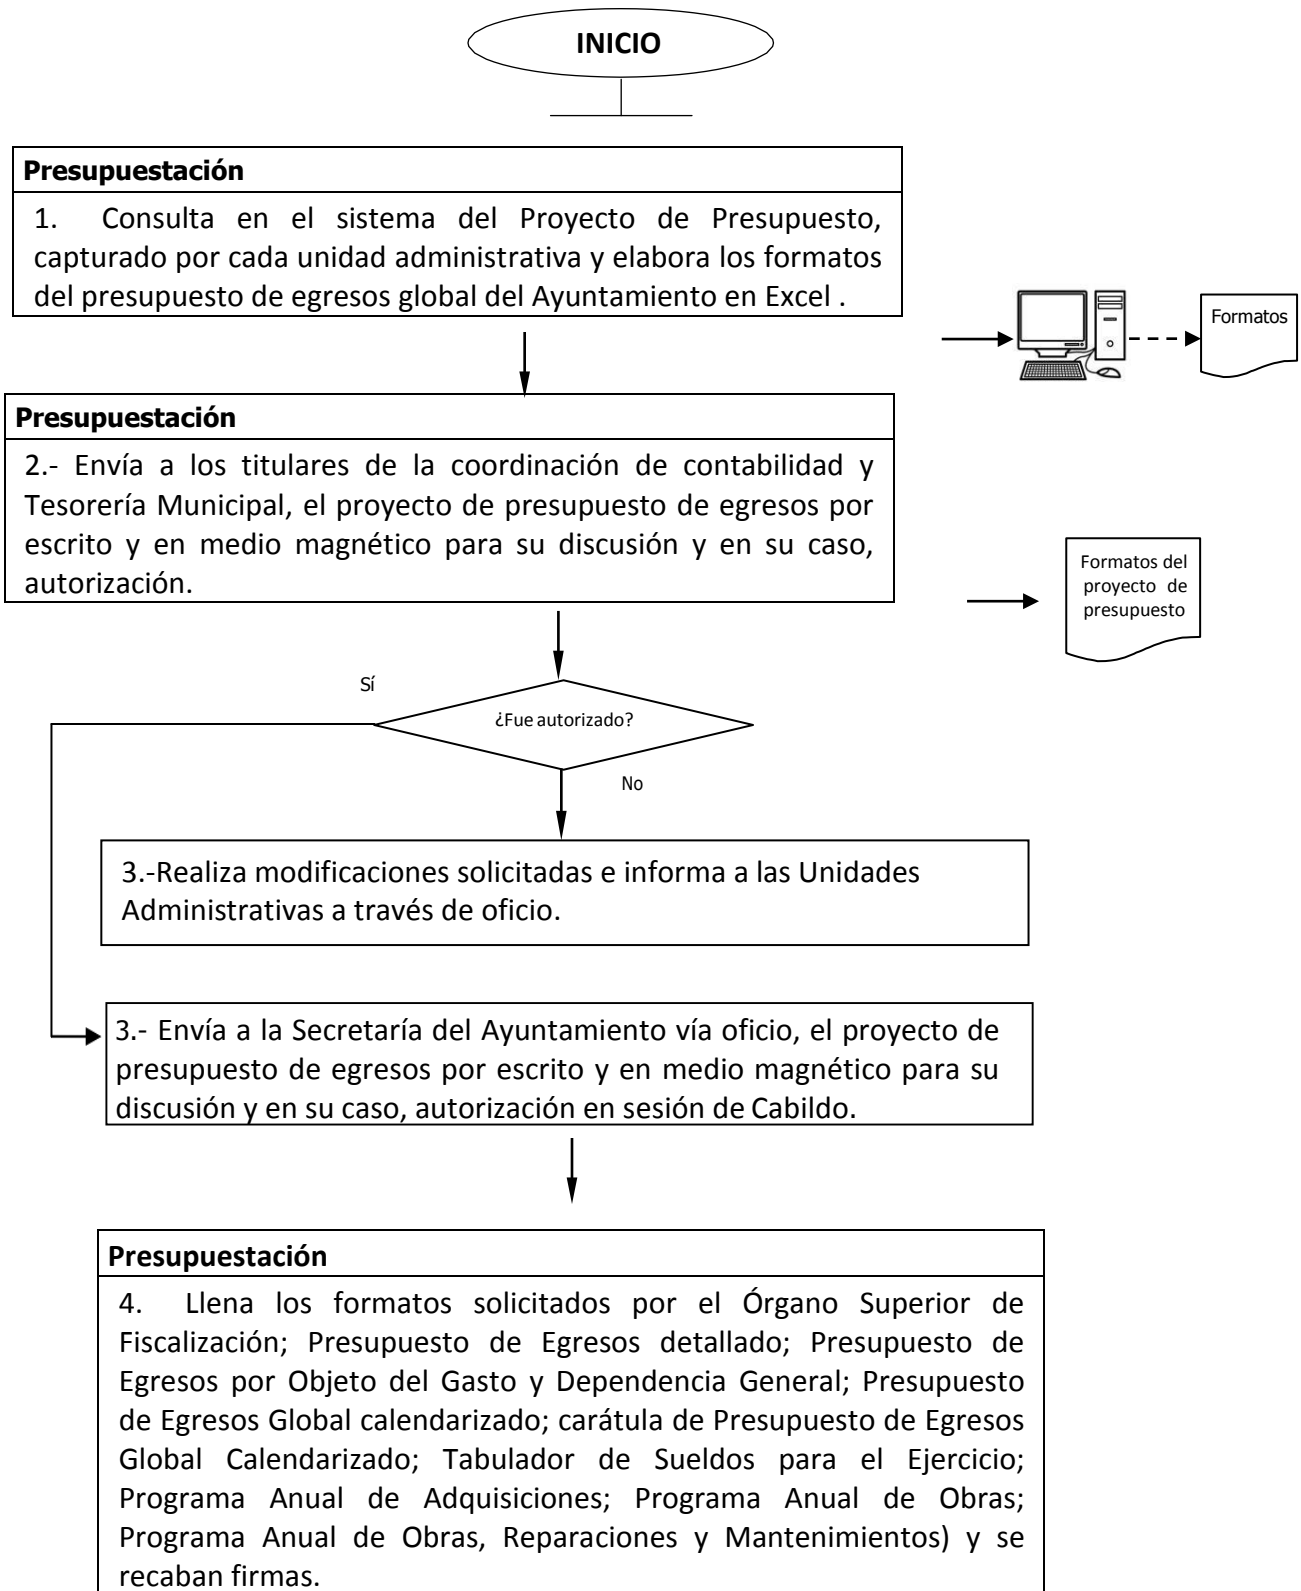 INICIO
Presupuestación
1. Consulta en el sistema del Proyecto de Presupuesto,
capturado por cada unidad administrativa y elabora los formatos
del presupuesto de egresos global del Ayuntamiento en Excel .
Formatos
Presupuestación
2.- Envía a los titulares de la coordinación de contabilidad y
Tesorería Municipal, el proyecto de presupuesto de egresos por
escrito y en medio magnético para su discusión y en su caso,
autorización.
Formatos del
proyecto de
presupuesto
Sí
¿Fue autorizado?
No
3.-Realiza modificaciones solicitadas e informa a las Unidades
Administrativas a través de oficio.
3.- Envía a la Secretaría del Ayuntamiento vía oficio, el proyecto de
presupuesto de egresos por escrito y en medio magnético para su
discusión y en su caso, autorización en sesión de Cabildo.
Presupuestación
4. Llena los formatos solicitados por el Órgano Superior de
Fiscalización; Presupuesto de Egresos detallado; Presupuesto de
Egresos por Objeto del Gasto y Dependencia General; Presupuesto
de Egresos Global calendarizado; carátula de Presupuesto de Egresos
Global Calendarizado; Tabulador de Sueldos para el Ejercicio;
Programa Anual de Adquisiciones; Programa Anual de Obras;
Programa Anual de Obras, Reparaciones y Mantenimientos) y se
recaban firmas.